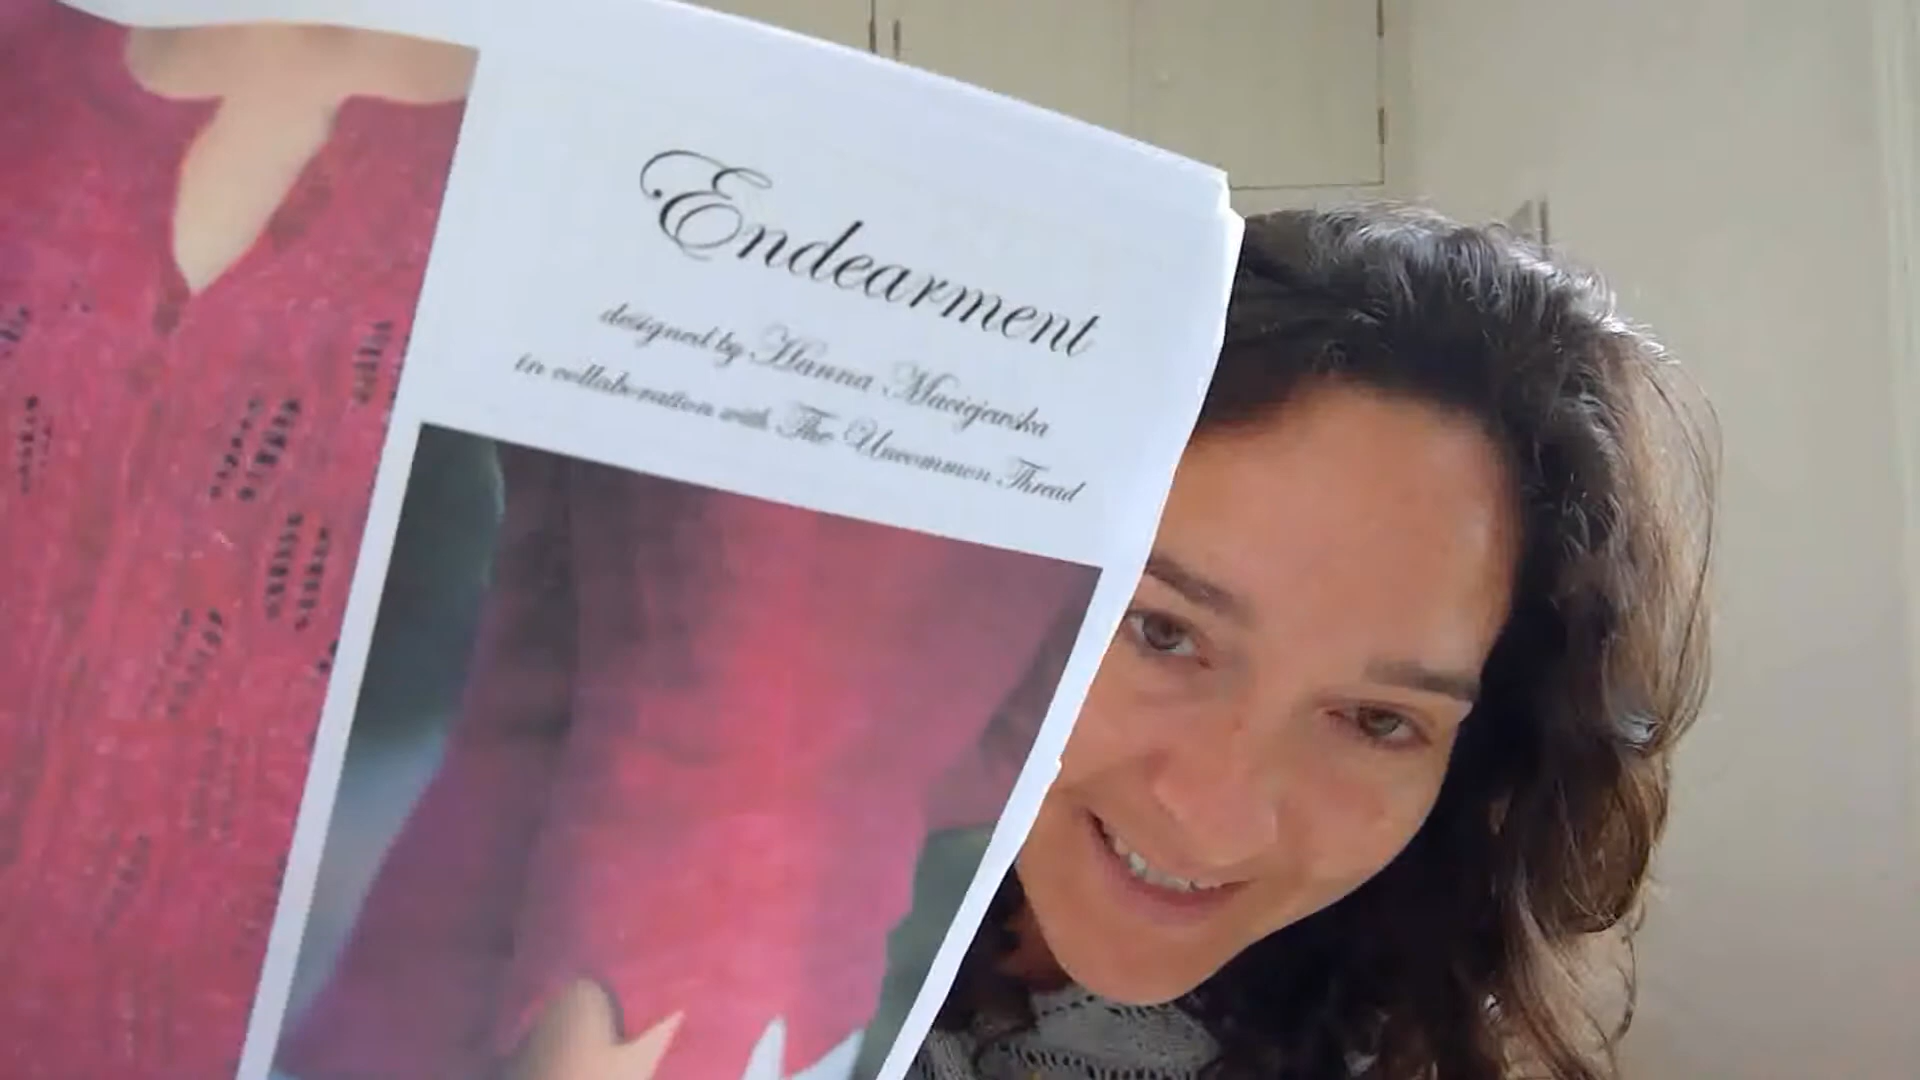 Endearment
designed by Hanna Maciejewska
in collaboration with The Uncommon Thread